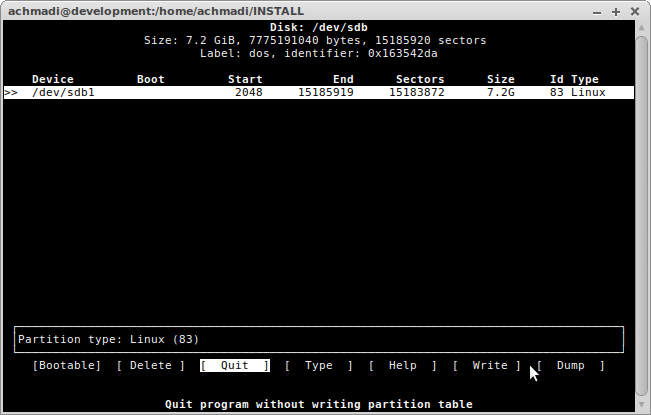 achmadi@development:/home/achmadi/INSTALL
Disk: /dev/sdb
Size: 7.2 GiB, 7775191040 bytes, 15185920 sectors
Label: dos, identifier: 0x163542da
Device Boot Start End Sectors Size Id Type
>> /dev/sdb1 2048 15185919 15183872 7.2G 83 Linux
Partition type: Linux (83)
[Bootable] [ Delete ] [ Quit ] [ Type ] [ Help ] [ Write ] [ Dump ]
Quit program without writing partition table